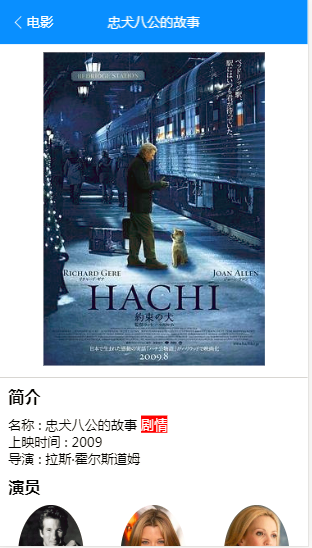 电影
忠犬八公的故事
BEDRIDGE STATION
RICHARD GERE
JOAN ALLEN
HACHI
約束の犬
2009.8
简介
名称 : 忠犬八公的故事 剧情
上映时间 : 2009
导演 : 拉斯·霍尔斯道姆
演员